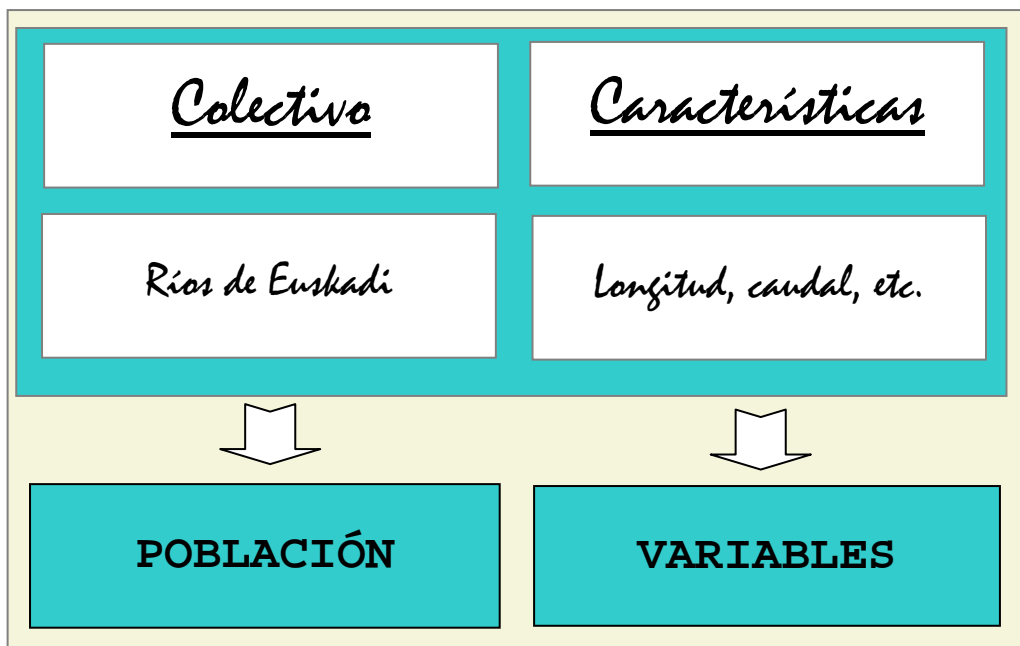 Colectivo
Características
Ríos de Euskadi
Longitud, caudal, etc.
POBLACIÓN
VARIABLES